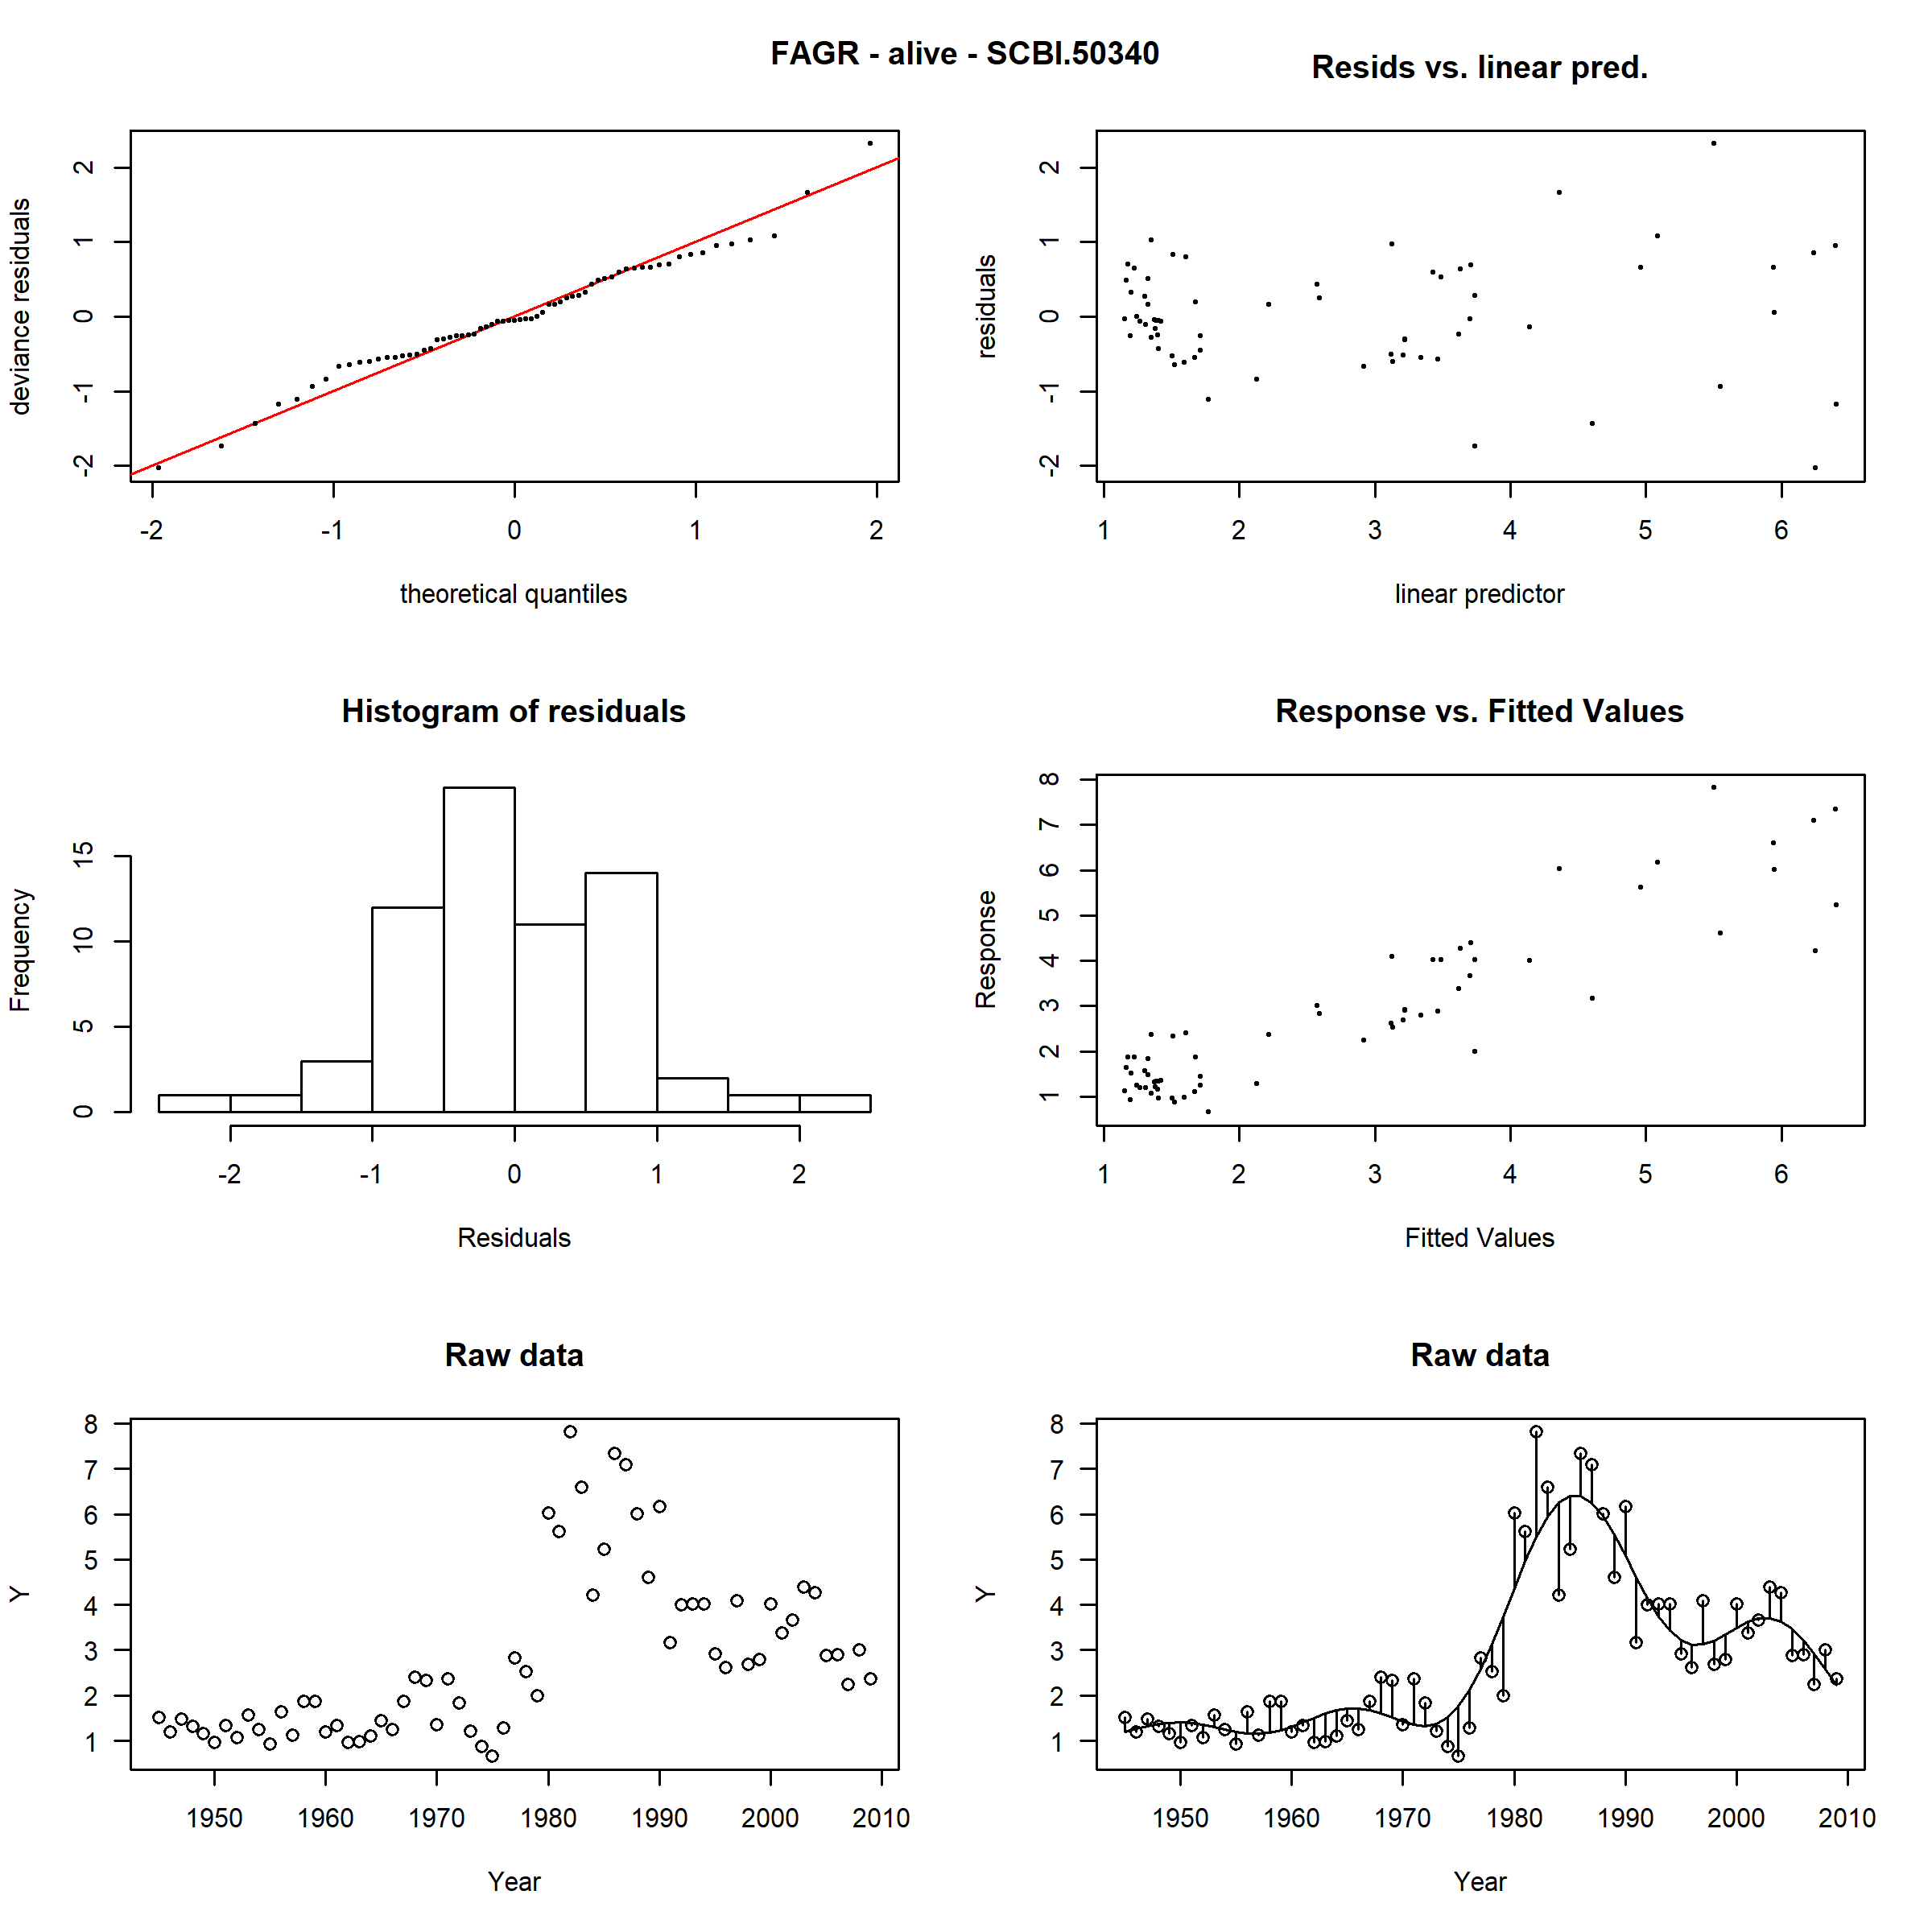 FAGR - alive - SCBI.50340
Resids vs. linear pred.
deviance residuals
2
1
0
-1
-2
-2 -1 0 1 2
theoretical quantiles
residuals
2
1
0
-1
-2
1 2 3 4 5 6
linear predictor
Histogram of residuals
Frequency
15
10
5
0
-2 -1 0 1 2
Residuals
Response vs. Fitted Values
Response
8
7
6
5
4
3
2
1
1 2 3 4 5 6
Fitted Values
Raw data
Y
8
7
6
5
4
3
2
1
1950 1960 1970 1980 1990 2000 2010
Year
Raw data
Y
8
7
6
5
4
3
2
1
1950 1960 1970 1980 1990 2000 2010
Year